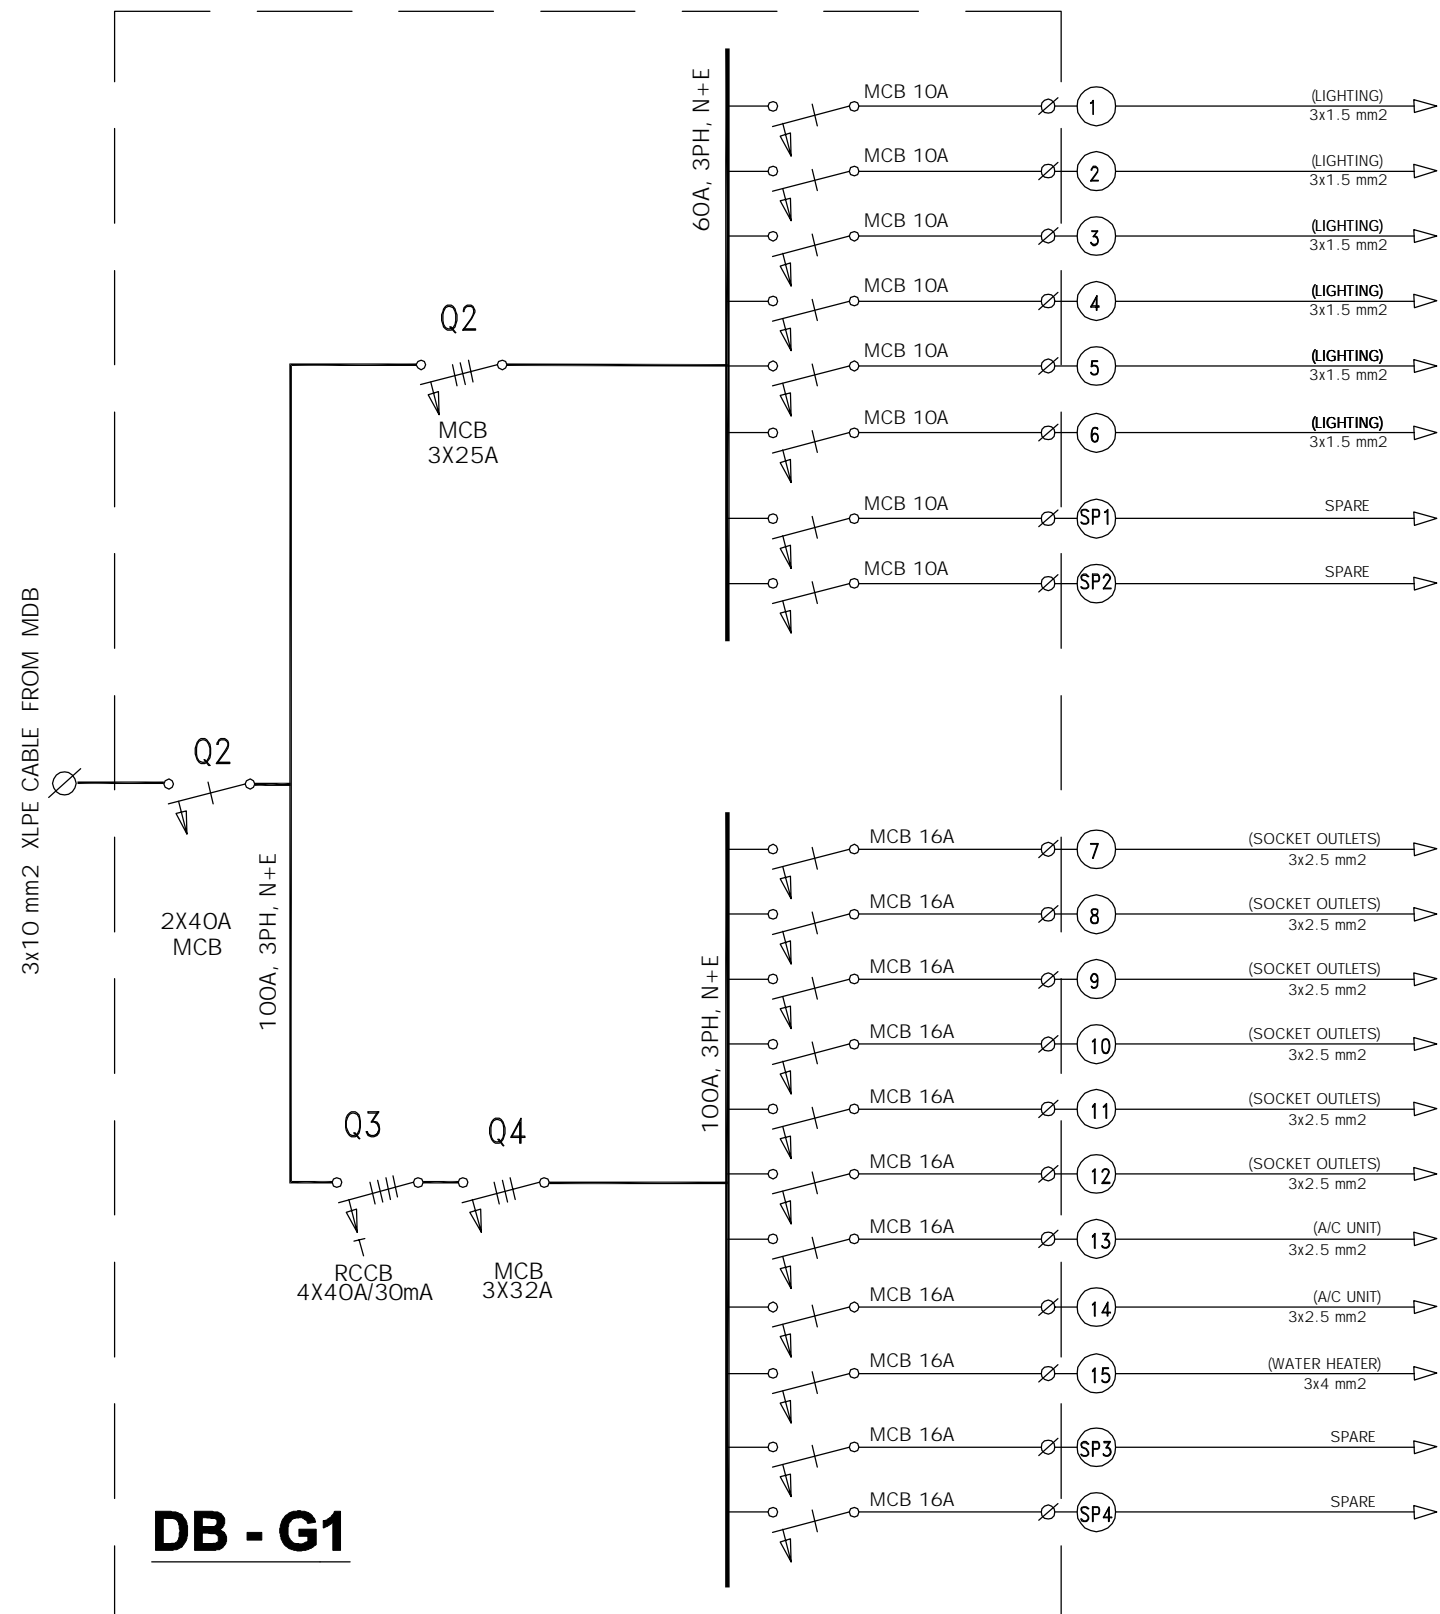 60A, 3PH, N+E
MCB 10A
1
(LIGHTING)
3x1.5 mm2
MCB 10A
2
(LIGHTING)
3x1.5 mm2
MCB 10A
3
(LIGHTING)
3x1.5 mm2
MCB 10A
4
(LIGHTING)
3x1.5 mm2
MCB 10A
5
(LIGHTING)
3x1.5 mm2
MCB 10A
6
(LIGHTING)
3x1.5 mm2
MCB 10A
SP1
SPARE
MCB 10A
SP2
SPARE
Q2
MCB
3X25A
3x10 mm2 XLPE CABLE FROM MDB
Q2
2X40A
MCB
100A, 3PH, N+E
Q3
RCCB
4X40A/30mA
Q4
MCB
3X32A
100A, 3PH, N+E
MCB 16A
7
(SOCKET OUTLETS)
3x2.5 mm2
MCB 16A
8
(SOCKET OUTLETS)
3x2.5 mm2
MCB 16A
9
(SOCKET OUTLETS)
3x2.5 mm2
MCB 16A
10
(SOCKET OUTLETS)
3x2.5 mm2
MCB 16A
11
(SOCKET OUTLETS)
3x2.5 mm2
MCB 16A
12
(SOCKET OUTLETS)
3x2.5 mm2
MCB 16A
13
(A/C UNIT)
3x2.5 mm2
MCB 16A
14
(A/C UNIT)
3x2.5 mm2
MCB 16A
15
(WATER HEATER)
3x4 mm2
MCB 16A
SP3
SPARE
MCB 16A
SP4
SPARE
DB - G1